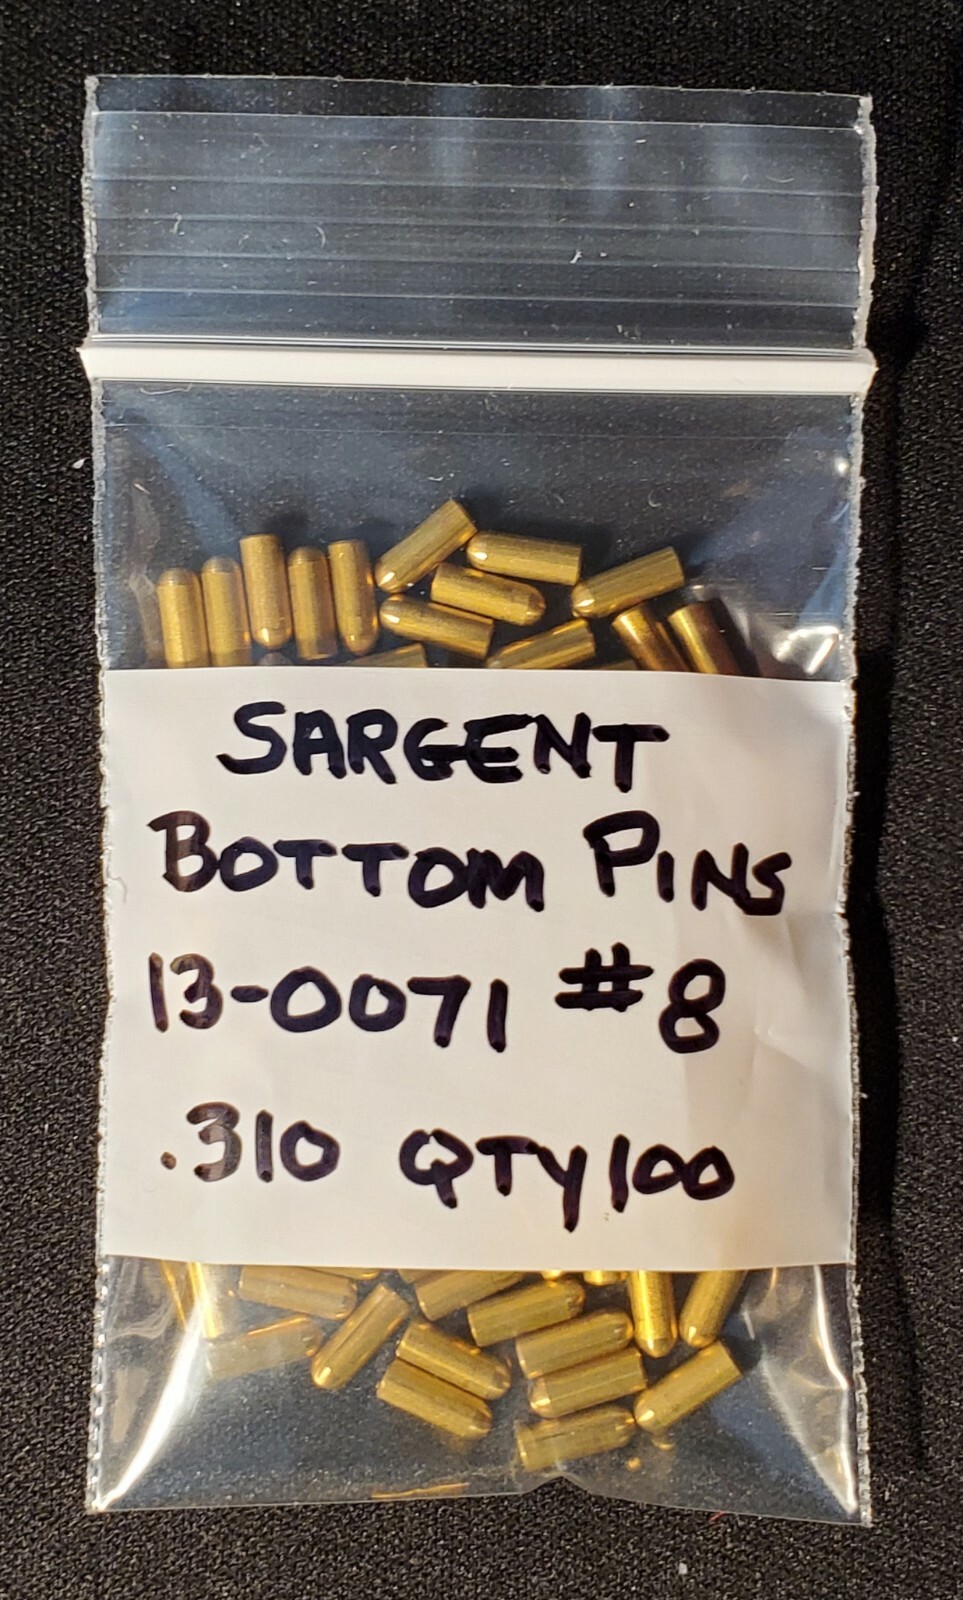 SARGENT
BOTTOM PINS
13-0071 #8
.310 QTY 100